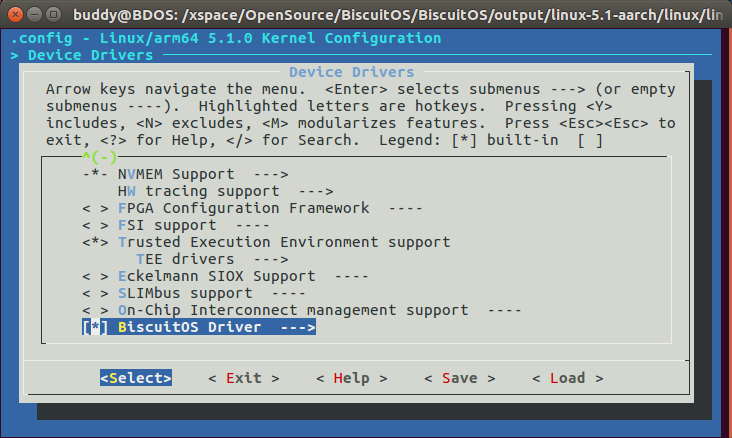 buddy@BDOS: /xspace/OpenSource/BiscuitOS/BiscuitOS/output/linux-5.1-aarch/linux/lin
.config - Linux/arm64 5.1.0 Kernel Configuration
> Device Drivers
Device Drivers
Arrow keys navigate the menu.  <Enter> selects submenus ---> (or empty
submenus ----).  Highlighted letters are hotkeys.  Pressing <Y>
includes, <N> excludes, <M> modularizes features.  Press <Esc><Esc> to
exit, <?> for Help, </> for Search.  Legend: [*] built-in  [ ]
^(-)
-*- NVMEM Support  --->
HW tracing support  --->
< > FPGA Configuration Framework  ----
< > FSI support  ----
<*> Trusted Execution Environment support
TEE drivers  --->
< > Eckelmann SIOX Support  ----
< > SLIMbus support  ----
< > On-Chip Interconnect management support  ----
[*] BiscuitOS Driver  --->
<Select>    < Exit >    < Help >    < Save >    < Load >